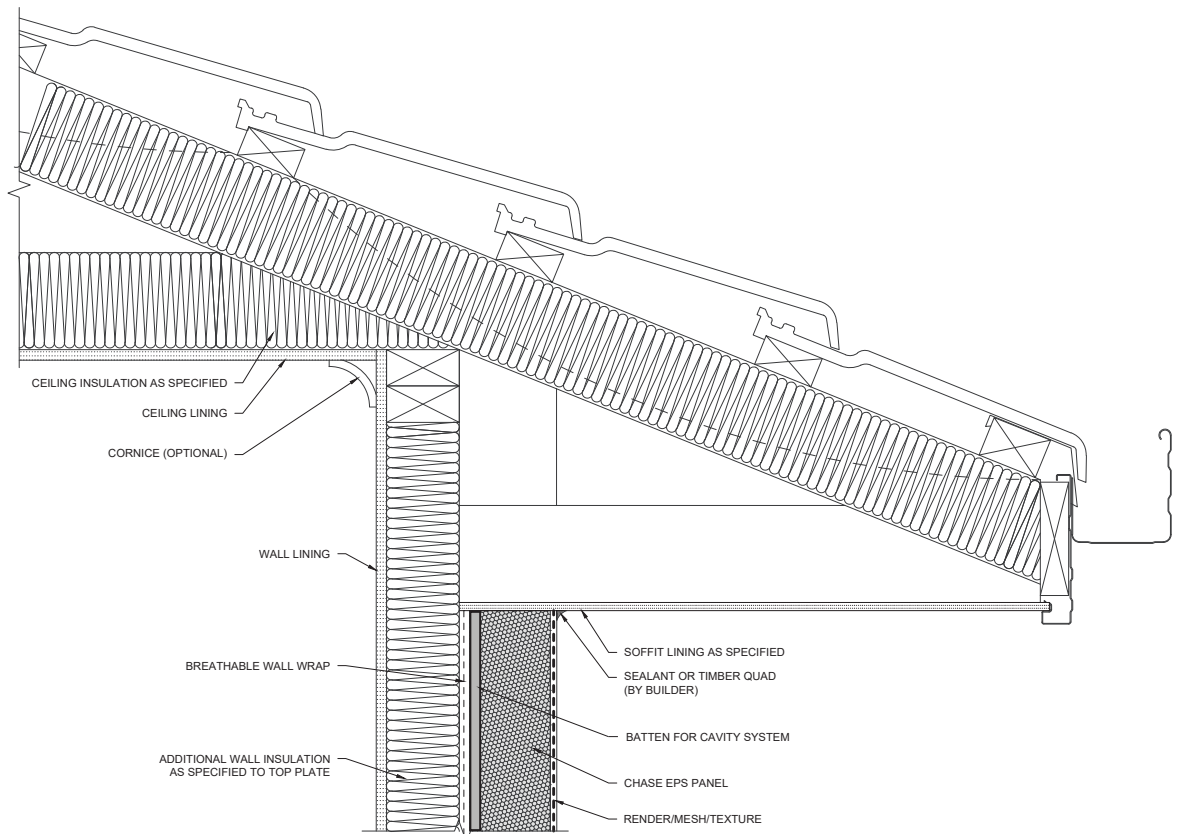 CEILING INSULATION AS SPECIFIED
CEILING LINING
CORNICE (OPTIONAL)
WALL LINING
BREATHABLE WALL WRAP
ADDITIONAL WALL INSULATION
AS SPECIFIED TO TOP PLATE
SOFFIT LINING AS SPECIFIED
SEALANT OR TIMBER QUAD
(BY BUILDER)
BATTEN FOR CAVITY SYSTEM
CHASE EPS PANEL
RENDER/MESH/TEXTURE